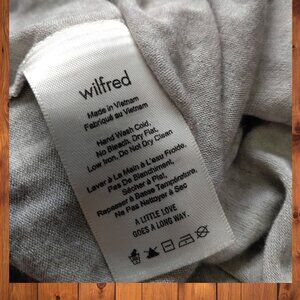 wilfred
Made in Vietnam
Fabriqué au Vietnam
Hand Wash Cold,
No Bleach, Dry Flat,
Low Iron, Do Not Dry Clean
Laver à La Main à L'eau Froide,
Pas De Blanchiment,
Sécher à Plat,
Repasser à Basse Température,
Ne Pas Nettoyer à Sec
A LITTLE LOVE
GOES A LONG WAY.